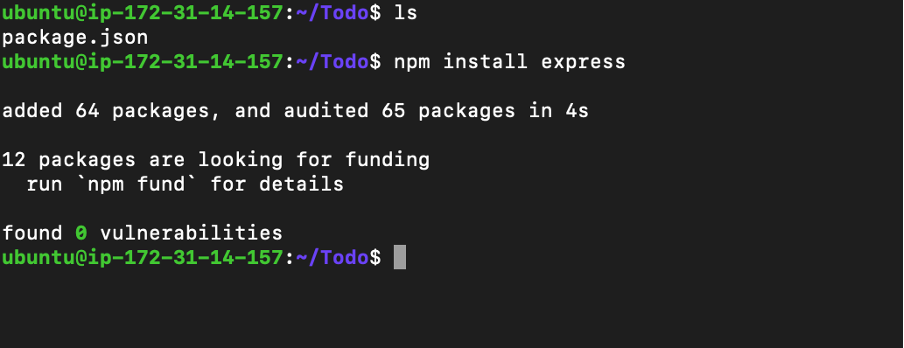 ubuntu@ip-172-31-14-157:~/Todo$ ls
package.json
ubuntu@ip-172-31-14-157:~/Todo$ npm install express
added 64 packages, and audited 65 packages in 4s
12 packages are looking for funding
  run `npm fund` for details
found 0 vulnerabilities
ubuntu@ip-172-31-14-157:~/Todo$